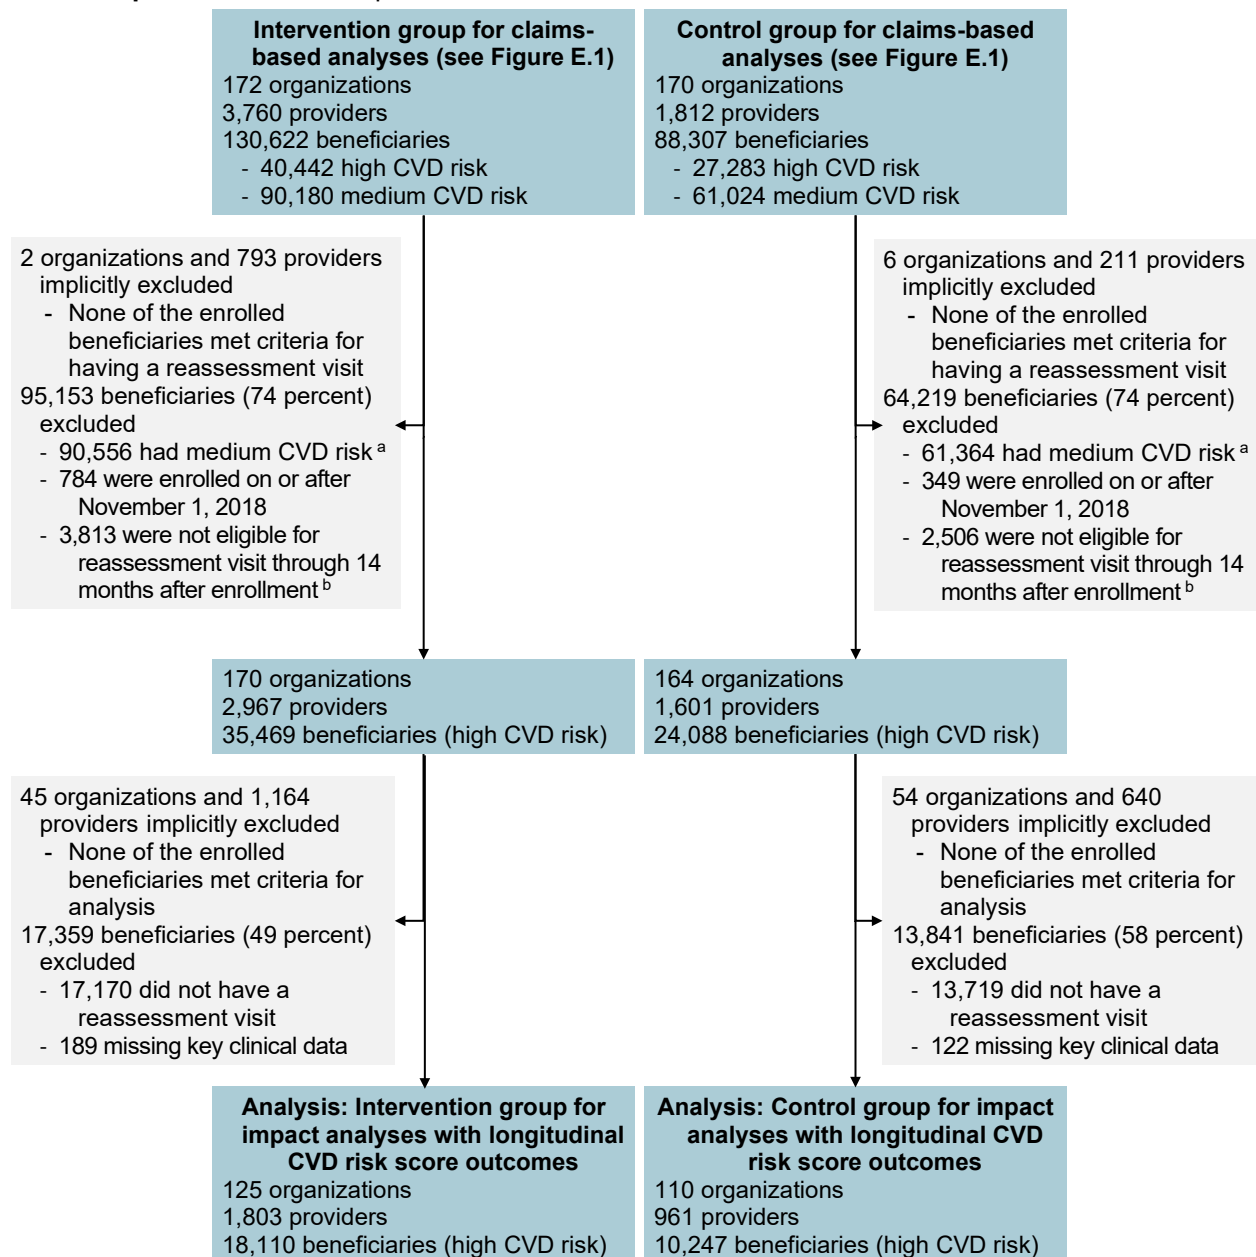 Intervention group for claims-
based analyses (see Figure E.1)
172 organizations
3,760 providers
130,622 beneficiaries
- 40,442 high CVD risk
- 90,180 medium CVD risk
Control group for claims-based
analyses (see Figure E.1)
170 organizations
1,812 providers
88,307 beneficiaries
- 27,283 high CVD risk
- 61,024 medium CVD risk
2 organizations and 793 providers
implicitly excluded
- None of the enrolled
beneficiaries met criteria for
having a reassessment visit
95,153 beneficiaries (74 percent)
excluded
- 90,556 had medium CVD risk a
- 784 were enrolled on or after
November 1, 2018
- 3,813 were not eligible for
reassessment visit through 14
months after enrollment b
6 organizations and 211 providers
implicitly excluded
- None of the enrolled
beneficiaries met criteria for
having a reassessment visit
64,219 beneficiaries (74 percent)
excluded
- 61,364 had medium CVD risk a
- 349 were enrolled on or after
November 1, 2018
- 2,506 were not eligible for
reassessment visit through 14
months after enrollment b
170 organizations
2,967 providers
35,469 beneficiaries (high CVD risk)
164 organizations
1,601 providers
24,088 beneficiaries (high CVD risk)
45 organizations and 1,164
providers implicitly excluded
- None of the enrolled
beneficiaries met criteria for
analysis
17,359 beneficiaries (49 percent)
excluded
- 17,170 did not have a
reassessment visit
- 189 missing key clinical data
54 organizations and 640
providers implicitly excluded
- None of the enrolled
beneficiaries met criteria for
analysis
13,841 beneficiaries (58 percent)
excluded
- 13,719 did not have a
reassessment visit
- 122 missing key clinical data
Analysis: Intervention group for
impact analyses with longitudinal
CVD risk score outcomes
125 organizations
1,803 providers
18,110 beneficiaries (high CVD risk)
Analysis: Control group for impact
analyses with longitudinal CVD
risk score outcomes
110 organizations
961 providers
10,247 beneficiaries (high CVD risk)